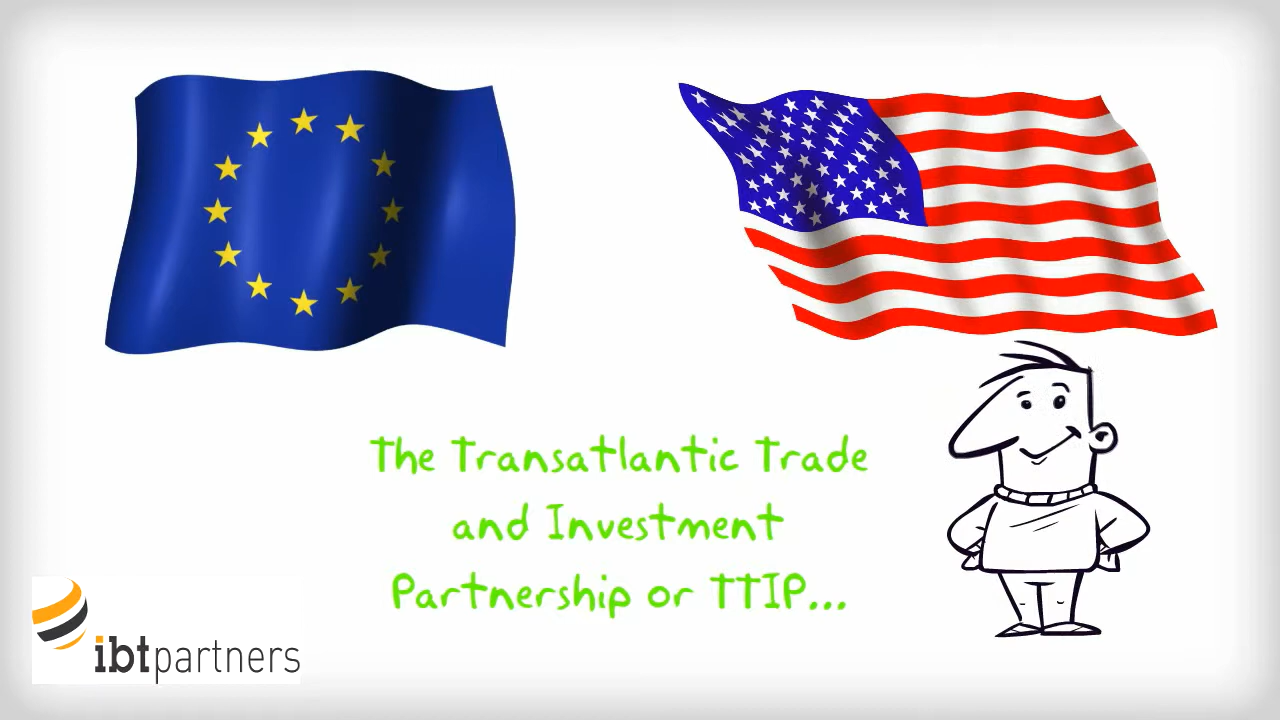 The Transatlantic Trade
and Investment
Partnership or TTIP...
ibtpartners